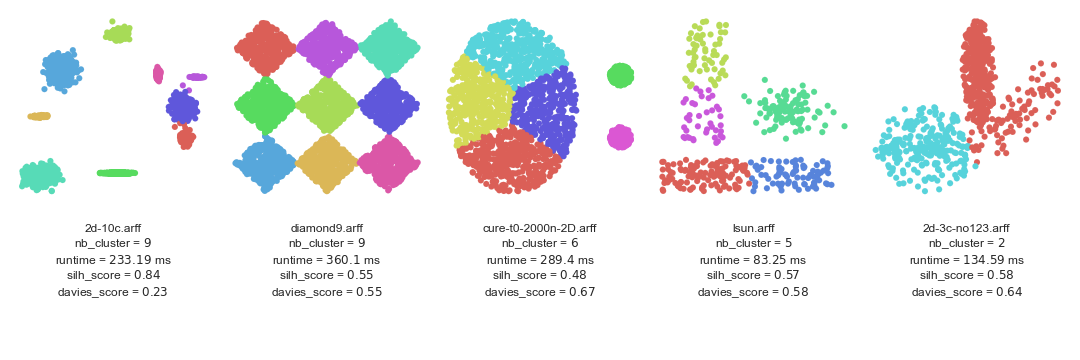 2d-10c.arff
nb_cluster = 9
runtime = 233.19 ms
silh_score = 0.84
davies_score = 0.23
diamond9.arff
nb_cluster = 9
runtime = 360.1 ms
silh_score = 0.55
davies_score = 0.55
cure-t0-2000n-2D.arff
nb_cluster = 6
runtime = 289.4 ms
silh_score = 0.48
davies_score = 0.67
lsun.arff
nb_cluster = 5
runtime = 83.25 ms
silh_score = 0.57
davies_score = 0.58
2d-3c-no123.arff
nb_cluster = 2
runtime = 134.59 ms
silh_score = 0.58
davies_score = 0.64